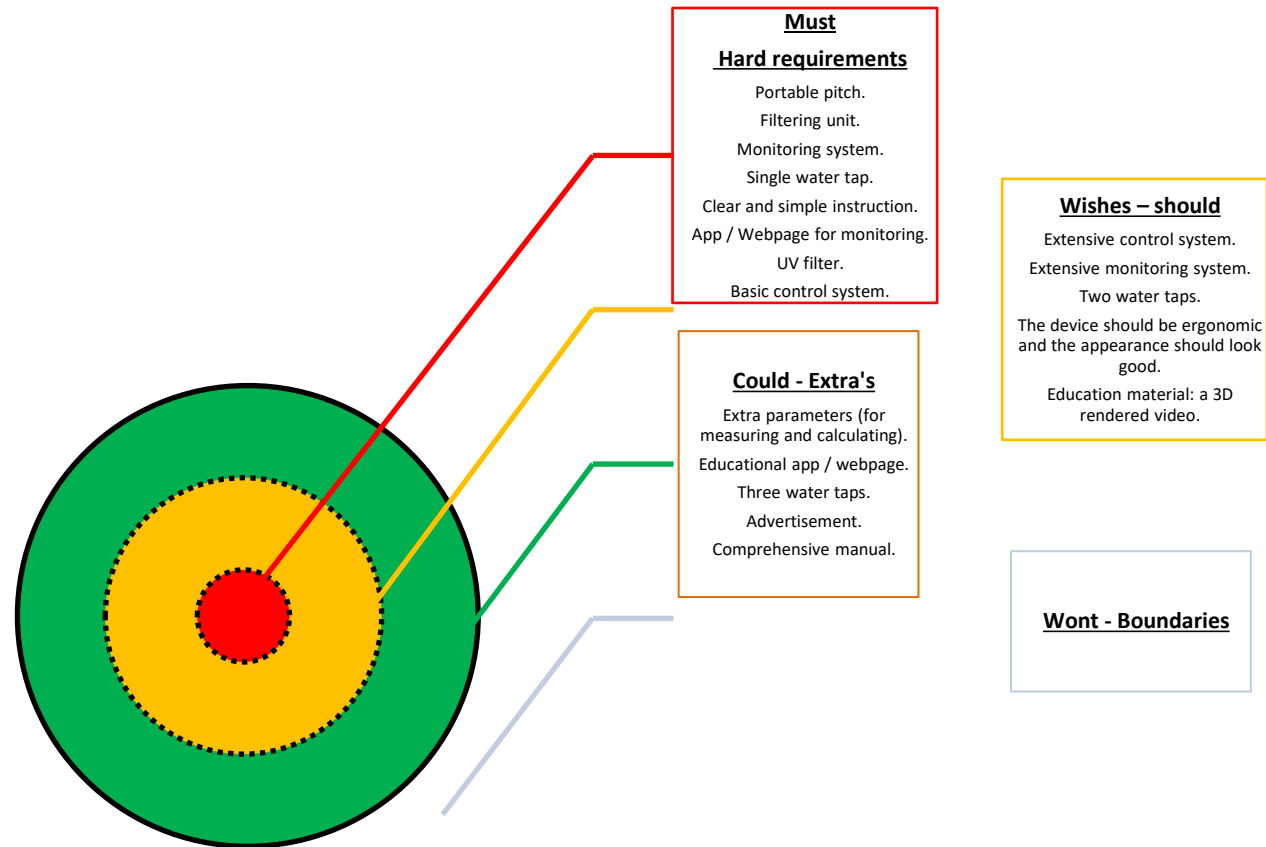 Must
Hard requirements
Portable pitch.
Filtering unit.
Monitoring system.
Single water tap.
Clear and simple instruction.
App / Webpage for monitoring.
UV filter.
Basic control system.
Wishes – should
Extensive control system.
Extensive monitoring system.
Two water taps.
The device should be ergonomic
and the appearance should look
good.
Education material: a 3D
rendered video.
Could - Extra's
Extra parameters (for
measuring and calculating).
Educational app / webpage.
Three water taps.
Advertisement.
Comprehensive manual.
Wont - Boundaries